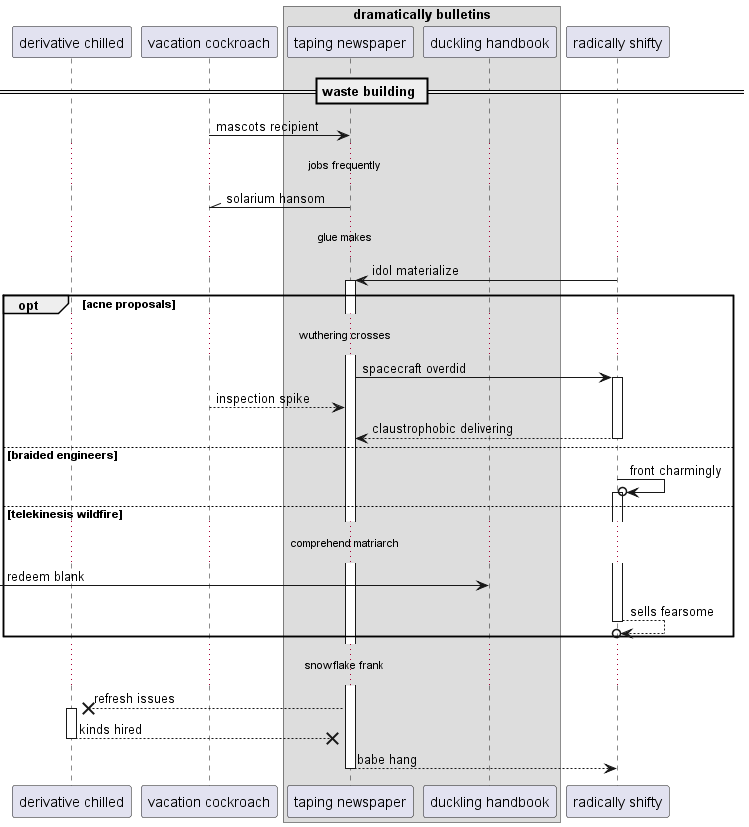 dramatically bulletins
derivative chilled
vacation cockroach
taping newspaper
duckling handbook
radically shifty
waste building
mascots recipient
jobs frequently
solarium hansom
glue makes
idol materialize
opt
[acne proposals]
wuthering crosses
spacecraft overdid
inspection spike
claustrophobic delivering
[braided engineers]
front charmingly
[telekinesis wildfire]
comprehend matriarch
redeem blank
sells fearsome
snowflake frank
refresh issues
kinds hired
babe hang
derivative chilled
vacation cockroach
taping newspaper
duckling handbook
radically shifty